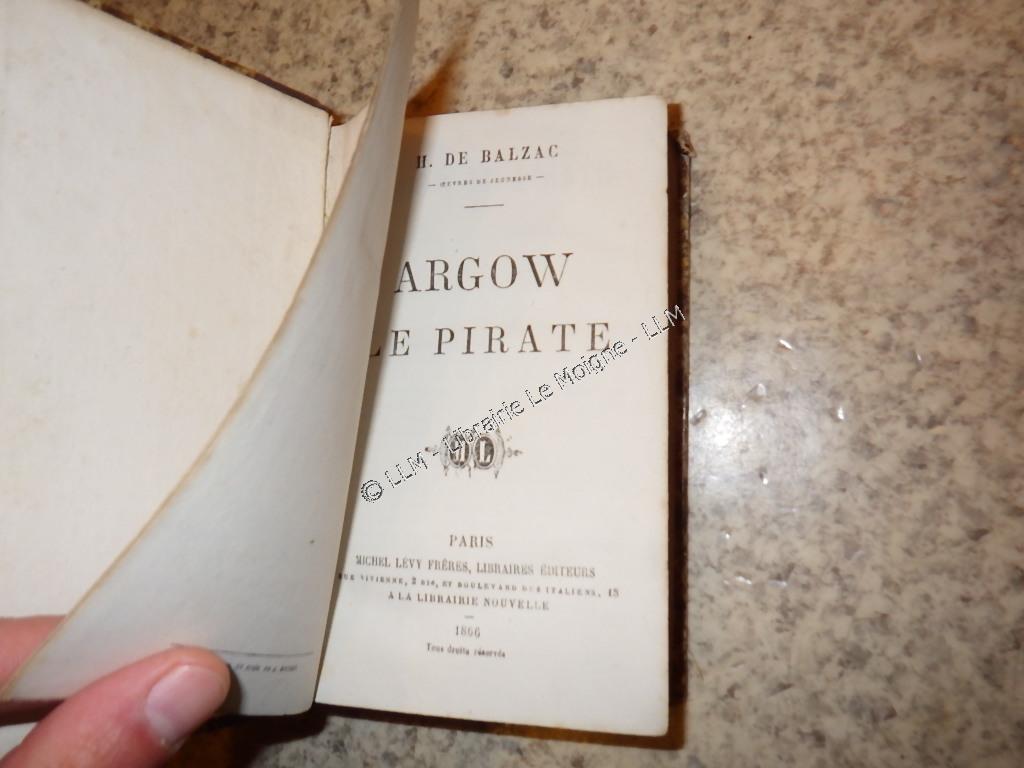 H. DE BALZAC
— ŒUVRES DE JEUNESSE —
ARGOW
LE PIRATE
© LLM - Librairie Le Moigne - LLM
PARIS
MICHEL LÉVY FRÈRES, LIBRAIRES ÉDITEURS
RUE VIVIENNE, 2 BIS, ET BOULEVARD DES ITALIENS, 15
A LA LIBRAIRIE NOUVELLE
1866
Tous droits réservés